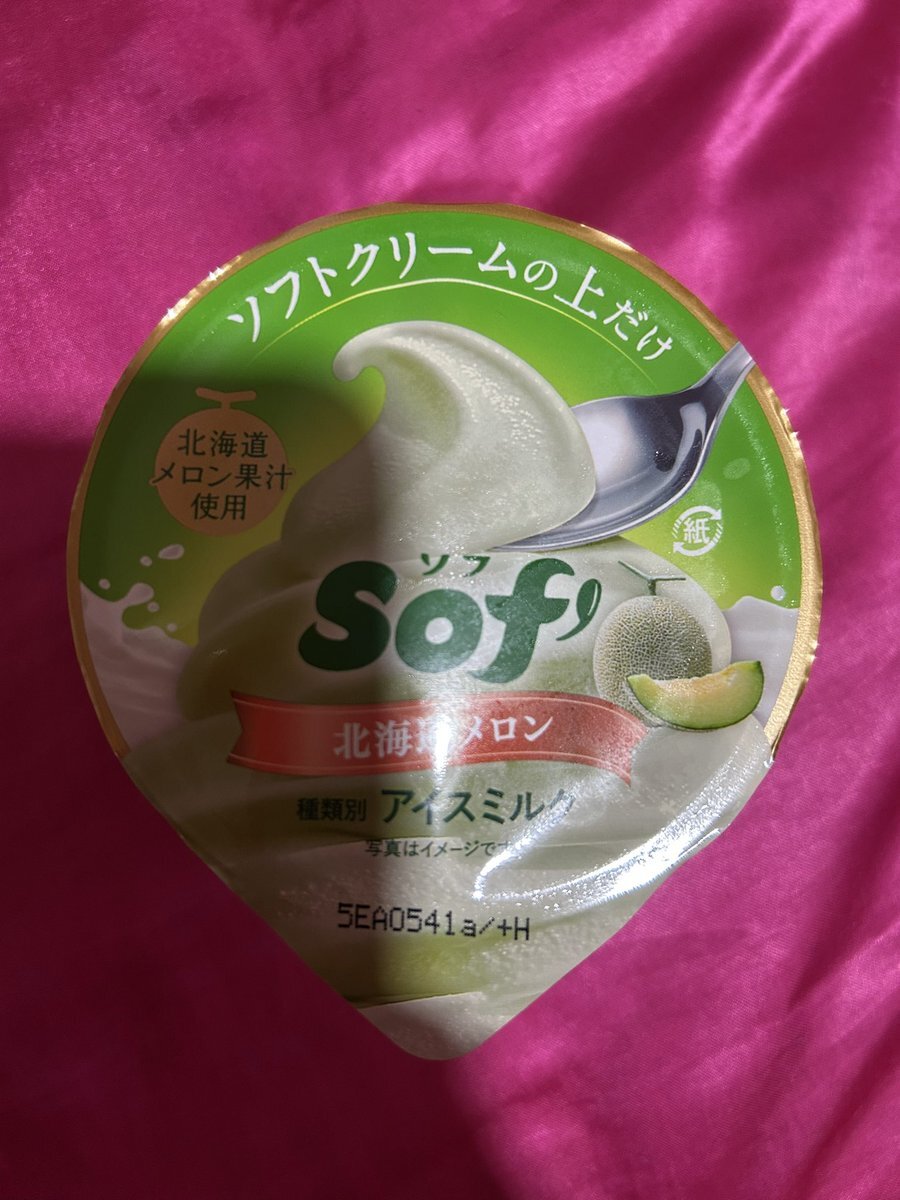 ソフトクリームの上だけ
北海道
メロン果汁
使用
紙
ソフ
Sof'
北海道メロン
種類別 アイスミルク
写真はイメージです
5EA0541a/+H